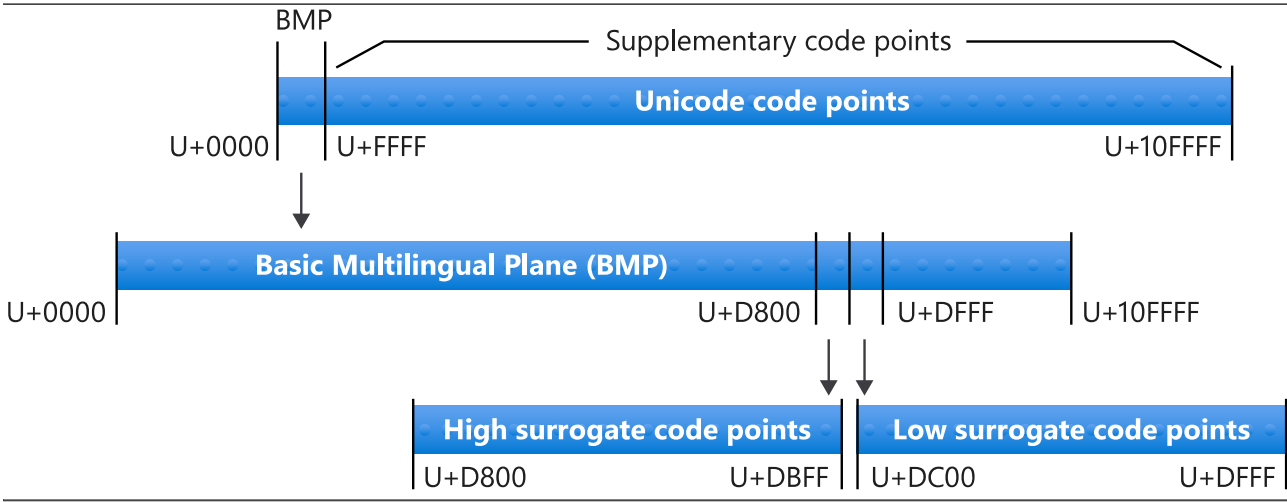 BMP
Supplementary code points
Unicode code points
U+0000 U+FFFF U+10FFFF
Basic Multilingual Plane (BMP)
U+0000 U+D800 U+DFFF U+10FFFF
High surrogate code points Low surrogate code points
U+D800 U+DBFF U+DC00 U+DFFF